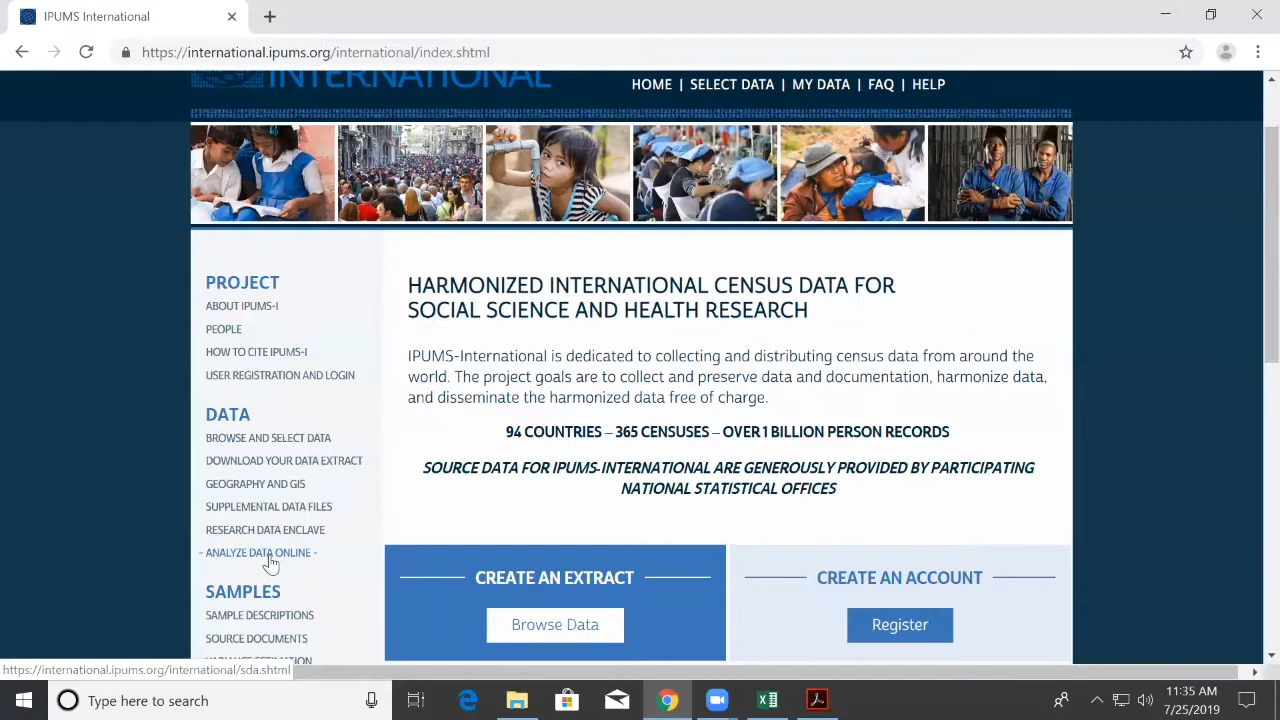 IPUMS International
https://international.ipums.org/international/index.shtml
INTERNATIONAL
HOME | SELECT DATA | MY DATA | FAQ | HELP
PROJECT
ABOUT IPUMS-I
PEOPLE
HOW TO CITE IPUMS-I
USER REGISTRATION AND LOGIN
DATA
BROWSE AND SELECT DATA
DOWNLOAD YOUR DATA EXTRACT
GEOGRAPHY AND GIS
SUPPLEMENTAL DATA FILES
RESEARCH DATA ENCLAVE
- ANALYZE DATA ONLINE -
SAMPLES
SAMPLE DESCRIPTIONS
SOURCE DOCUMENTS
VARIANCE ESTIMATION
HARMONIZED INTERNATIONAL CENSUS DATA FOR
SOCIAL SCIENCE AND HEALTH RESEARCH
IPUMS-International is dedicated to collecting and distributing census data from around the
world. The project goals are to collect and preserve data and documentation, harmonize data,
and disseminate the harmonized data free of charge.
94 COUNTRIES – 365 CENSUSES – OVER 1 BILLION PERSON RECORDS
SOURCE DATA FOR IPUMS-INTERNATIONAL ARE GENEROUSLY PROVIDED BY PARTICIPATING
NATIONAL STATISTICAL OFFICES
CREATE AN EXTRACT
Browse Data
CREATE AN ACCOUNT
Register
https://international.ipums.org/international/sda.shtml
Type here to search
11:35 AM
7/25/2019